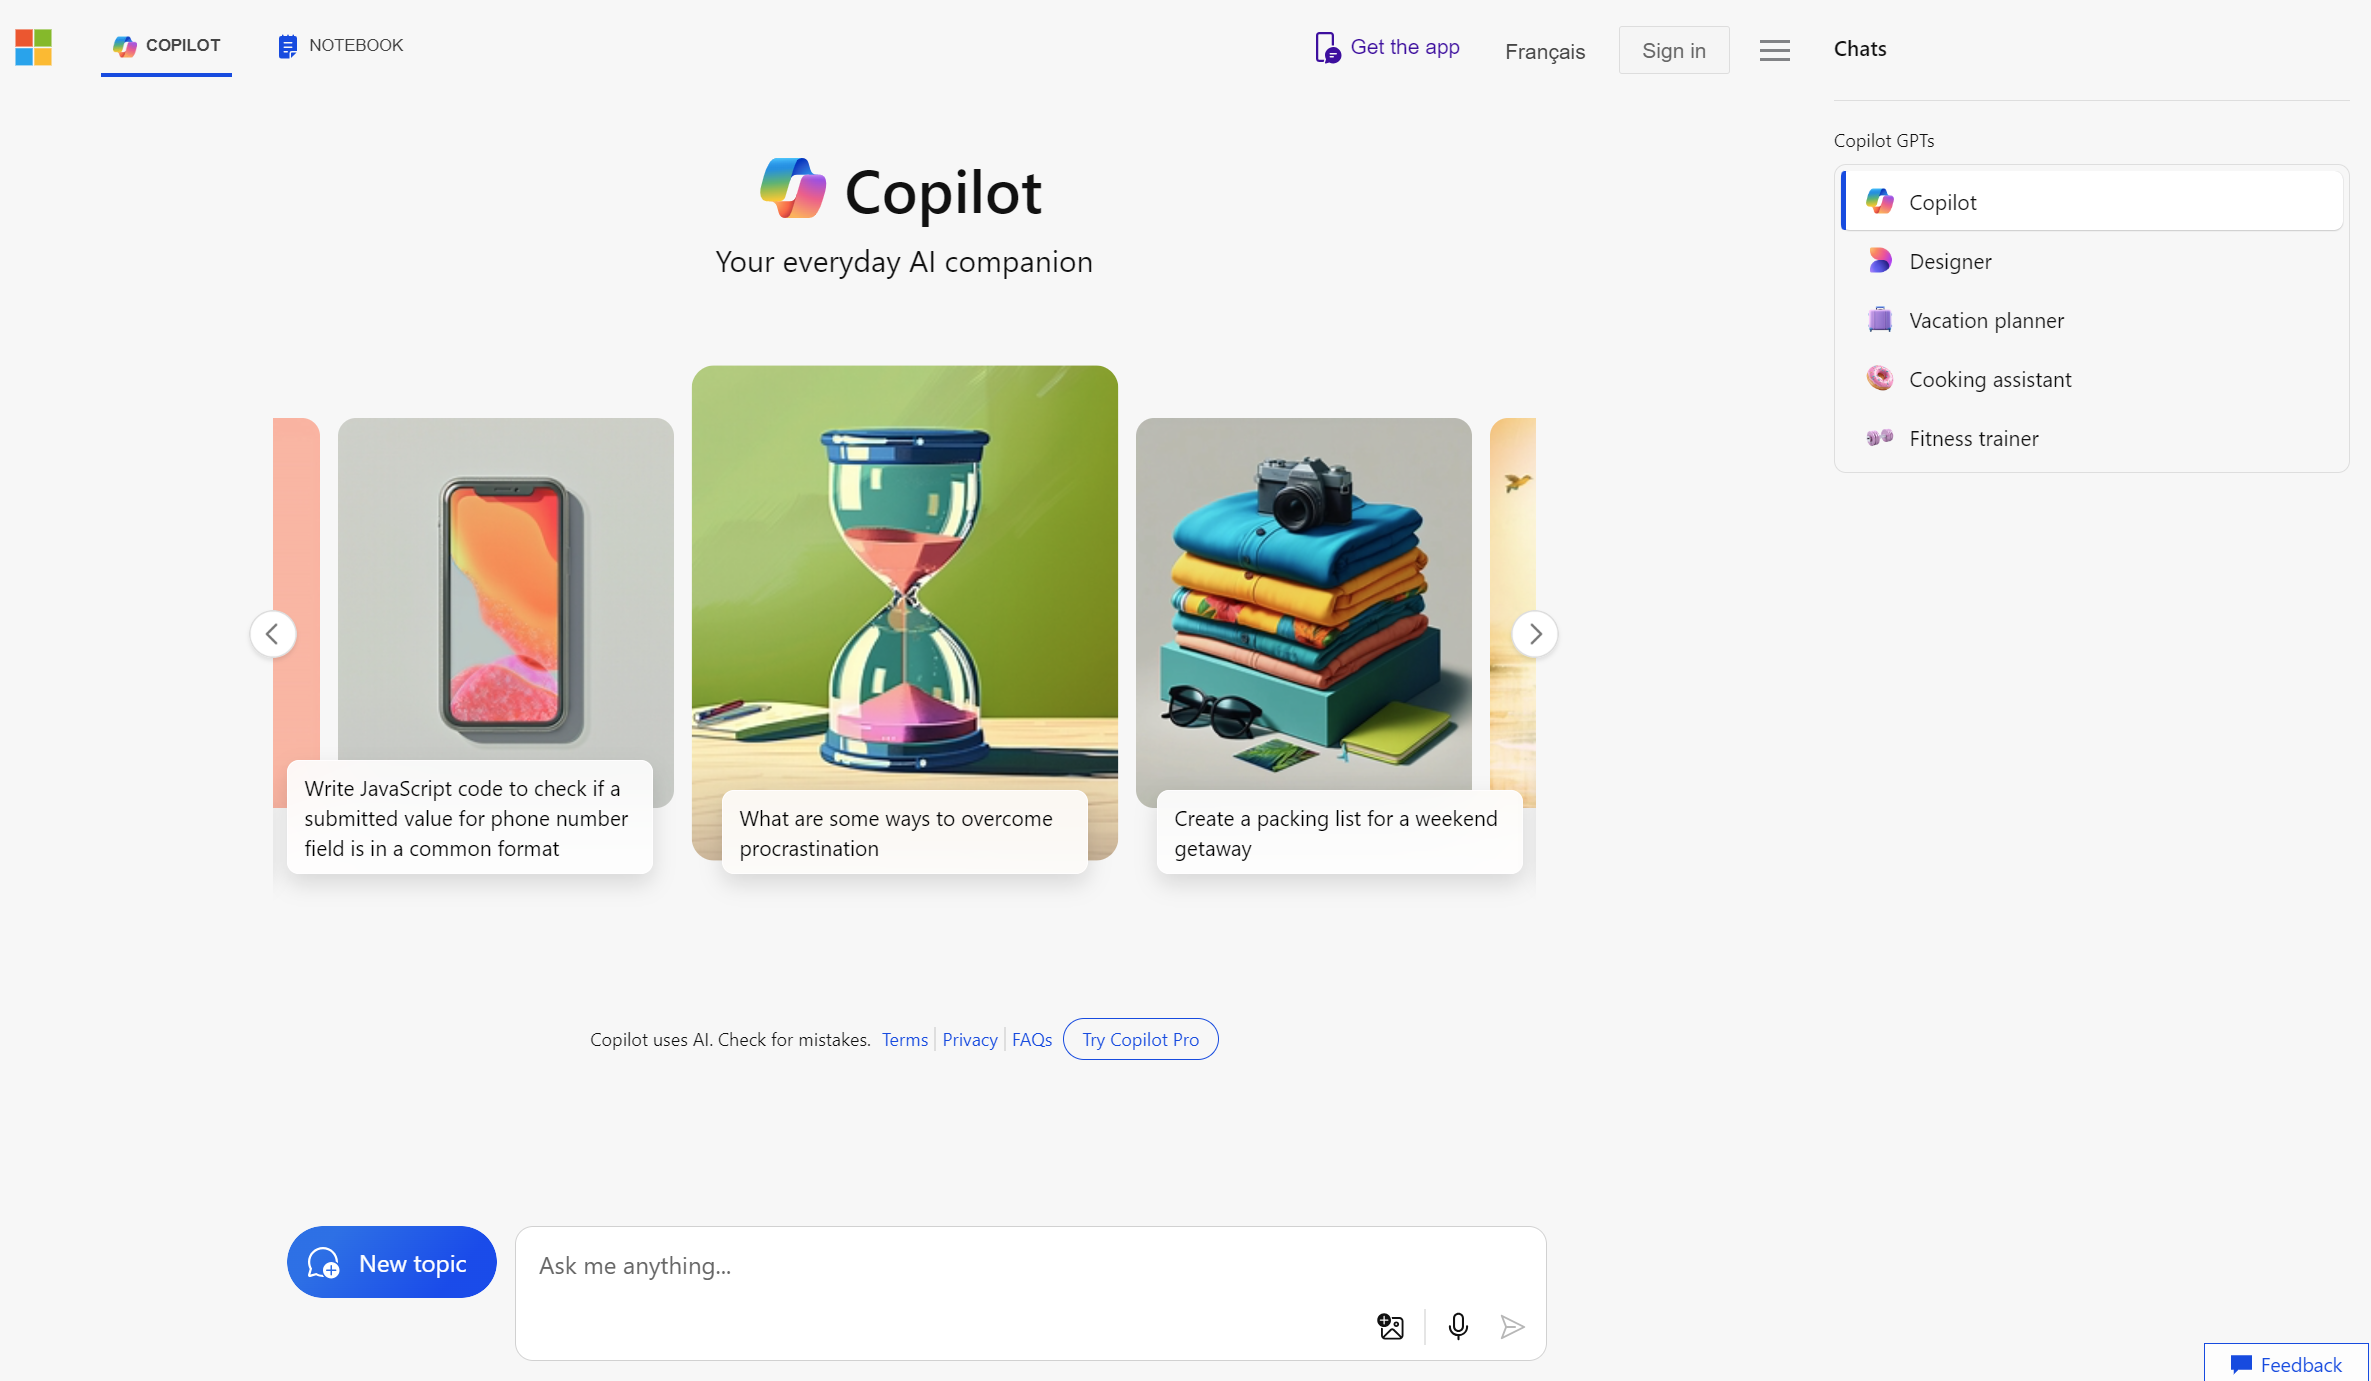 COPILOT
NOTEBOOK
Get the app
Français
Sign in
Chats
Copilot GPTs
Copilot
Designer
Vacation planner
Cooking assistant
Fitness trainer
Copilot
Your everyday AI companion
Write JavaScript code to check if a
submitted value for phone number
field is in a common format
What are some ways to overcome
procrastination
Create a packing list for a weekend
getaway
Copilot uses AI. Check for mistakes. Terms Privacy FAQs Try Copilot Pro
New topic
Ask me anything...
Feedback